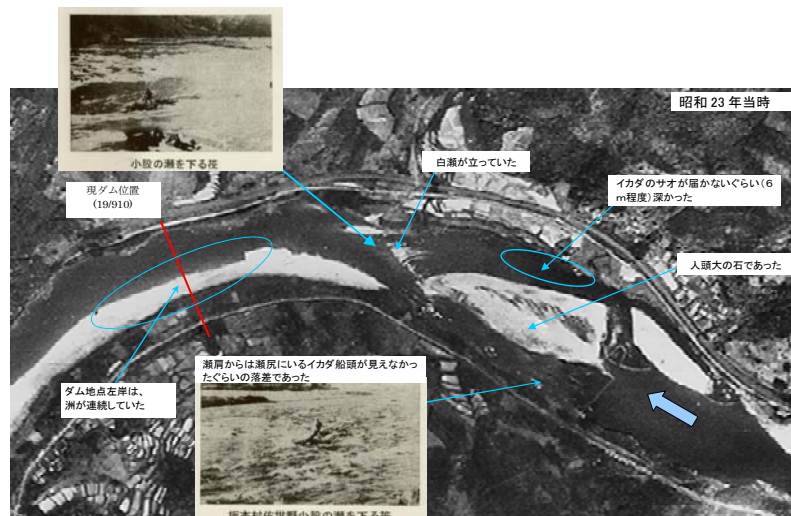 昭和 23 年当時
小股の瀬を下る筏
白瀬が立っていた
現ダム位置
(19/910)
イカダのサオが届かないぐらい(6
m程度)深かった
人頭大の石であった
瀬肩からは瀬尻にいるイカダ船頭が見えなかっ
たぐらいの落差であった
ダム地点左岸は、
洲が連続していた